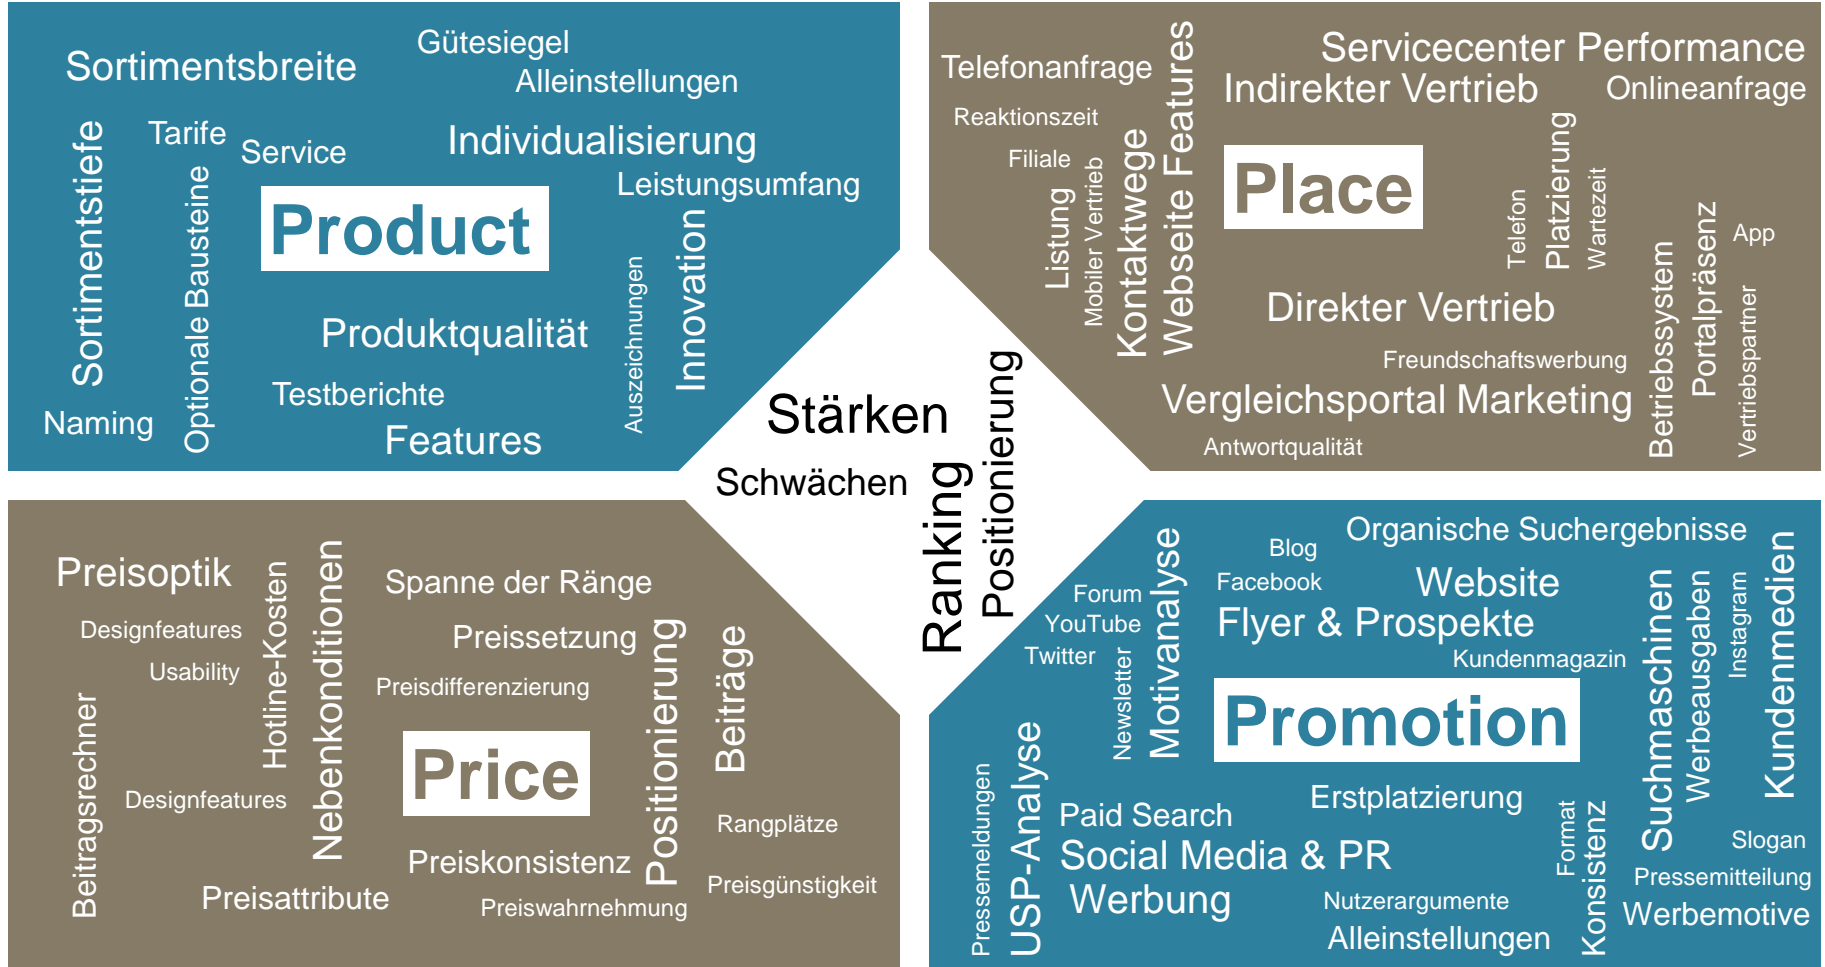 Gütesiegel
Sortimentsbreite
Alleinstellungen
Tarife
Service
Individualisierung
Leistungsumfang
Sortimentstiefe
Optionale Bausteine
Product
Innovation
Auszeichnungen
Produktqualität
Testberichte
Naming
Features
Servicecenter Performance
Telefonanfrage
Webseite Features
Indirekter Vertrieb
Onlineanfrage
Reaktionszeit
Filiale
Kontaktwege
Listung
Mobiler Vertrieb
Place
Telefon
Platzierung
Wartezeit
App
Portalpräsenz
Betriebssystem
Vertriebspartner
Direkter Vertrieb
Freundschaftswerbung
Vergleichsportal Marketing
Antwortqualität
Stärken
Schwächen
Ranking
Positionierung
Preisoptik
Hotline-Kosten
Nebenkonditionen
Spanne der Ränge
Designfeatures
Preissetzung
Usability
Preisdifferenzierung
Positionierung
Beiträge
Beitragsrechner
Price
Designfeatures
Rangplätze
Preiskonsistenz
Preisgünstigkeit
Preisattribute
Preiswahrnehmung
Organische Suchergebnisse
Blog
Facebook
Website
Forum
YouTube
Twitter
Motivanalyse
Newsletter
Flyer & Prospekte
Kundenmagazin
Suchmaschinen
Werbeausgaben
Instagram
Kundenmedien
Promotion
Pressemeldungen
USP-Analyse
Erstplatzierung
Paid Search
Social Media & PR
Werbung
Format
Konsistenz
Slogan
Pressemitteilung
Nutzerargumente
Werbemotive
Alleinstellungen